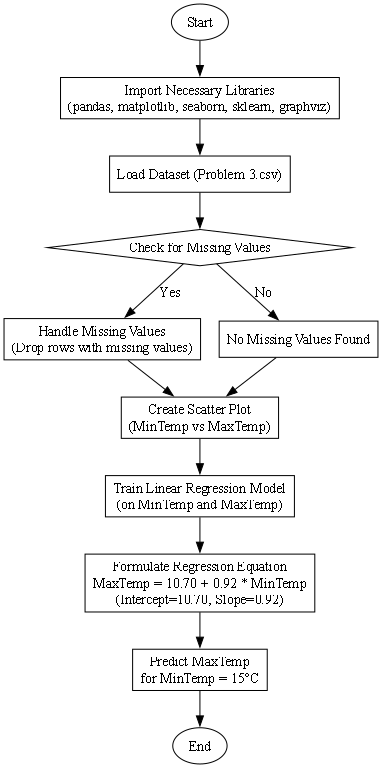 Start
Import Necessary Libraries
(pandas, matplotlib, seaborn, sklearn, graphviz)
Load Dataset (Problem 3.csv)
Check for Missing Values
Yes
No
Handle Missing Values
(Drop rows with missing values)
No Missing Values Found
Create Scatter Plot
(MinTemp vs MaxTemp)
Train Linear Regression Model
(on MinTemp and MaxTemp)
Formulate Regression Equation
MaxTemp = 10.70 + 0.92 * MinTemp
(Intercept=10.70, Slope=0.92)
Predict MaxTemp
for MinTemp = 15°C
End